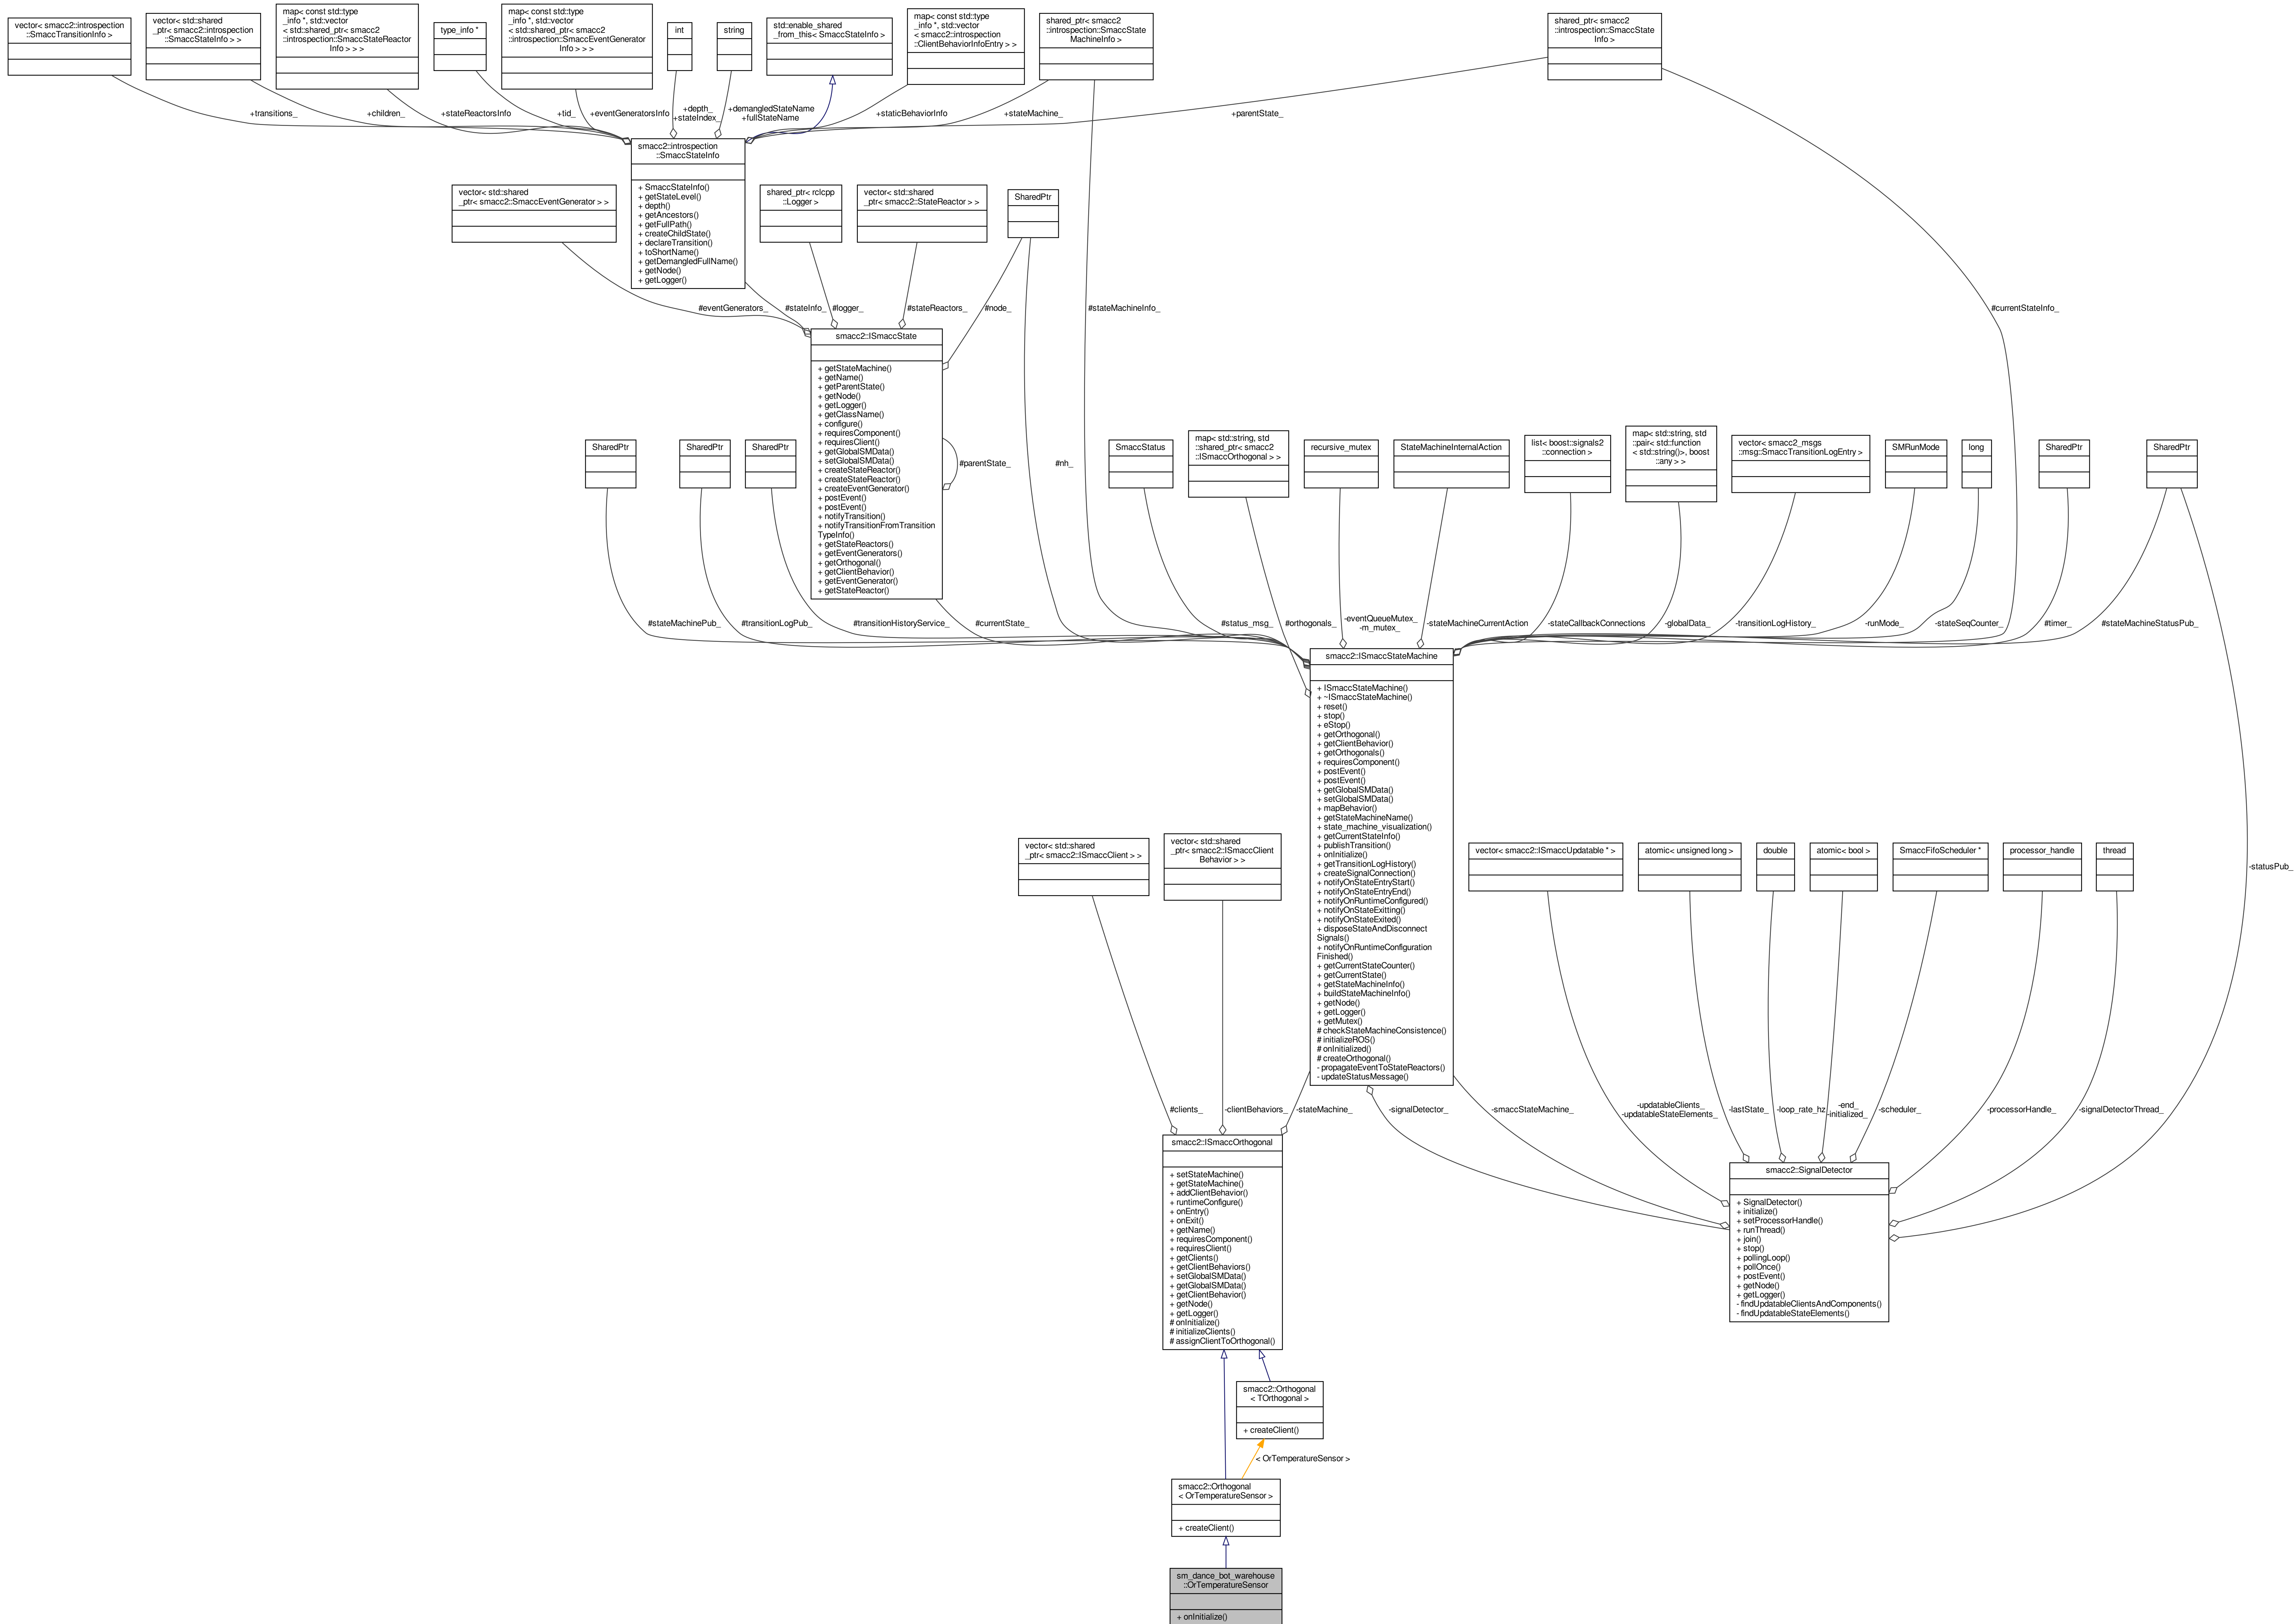 vector< smacc2::introspection
::SmaccTransitionInfo >
vector< std::shared
_ptr< smacc2::introspection
::SmaccStateInfo > >
map< const std::type
_info *, std::vector
< std::shared_ptr< smacc2
::introspection::SmaccStateReactor
Info > > >
type_info *
map< const std::type
_info *, std::vector
< std::shared_ptr< smacc2
::introspection::SmaccEventGenerator
Info > > >
int
string
std::enable_shared
_from_this< SmaccStateInfo >
map< const std::type
_info *, std::vector
< smacc2::introspection
::ClientBehaviorInfoEntry > >
shared_ptr< smacc2
::introspection::SmaccState
MachineInfo >
shared_ptr< smacc2
::introspection::SmaccState
Info >
+transitions_
+children_
+stateReactorsInfo
+tid_
+eventGeneratorsInfo
+depth_
+stateIndex_
+demangledStateName
+fullStateName
+staticBehaviorInfo
+stateMachine_
+parentState_
smacc2::introspection
::SmaccStateInfo
+ SmaccStateInfo()
+ getStateLevel()
+ depth()
+ getAncestors()
+ getFullPath()
+ createChildState()
+ declareTransition()
+ toShortName()
+ getDemangledFullName()
+ getNode()
+ getLogger()
vector< std::shared
_ptr< smacc2::SmaccEventGenerator > >
shared_ptr< rclcpp
::Logger >
vector< std::shared
_ptr< smacc2::StateReactor > >
SharedPtr
#eventGenerators_
#stateInfo_
#logger_
#stateReactors_
#node_
#stateMachineInfo_
#currentStateInfo_
smacc2::ISmaccState
+ getStateMachine()
+ getName()
+ getParentState()
+ getNode()
+ getLogger()
+ getClassName()
+ configure()
+ requiresComponent()
+ requiresClient()
+ getGlobalSMData()
+ setGlobalSMData()
+ createStateReactor()
+ createStateReactor()
+ createEventGenerator()
+ postEvent()
+ postEvent()
+ notifyTransition()
+ notifyTransitionFromTransition
TypeInfo()
+ getStateReactors()
+ getEventGenerators()
+ getOrthogonal()
+ getClientBehavior()
+ getEventGenerator()
+ getStateReactor()
#parentState_
#nh_
SharedPtr
SharedPtr
SharedPtr
SmaccStatus
map< std::string, std
::shared_ptr< smacc2
::ISmaccOrthogonal > >
recursive_mutex
StateMachineInternalAction
list< boost::signals2
::connection >
map< std::string, std
::pair< std::function
< std::string()>, boost
::any > >
vector< smacc2_msgs
::msg::SmaccTransitionLogEntry >
SMRunMode
long
SharedPtr
SharedPtr
#stateMachinePub_
#transitionLogPub_
#transitionHistoryService_
#currentState_
#status_msg_
#orthogonals_
-eventQueueMutex_
-m_mutex_
-stateMachineCurrentAction
-stateCallbackConnections
-globalData_
-transitionLogHistory_
-runMode_
-stateSeqCounter_
#timer_
#stateMachineStatusPub_
smacc2::ISmaccStateMachine
+ ISmaccStateMachine()
+ ~ISmaccStateMachine()
+ reset()
+ stop()
+ eStop()
+ getOrthogonal()
+ getClientBehavior()
+ getOrthogonals()
+ requiresComponent()
+ postEvent()
+ postEvent()
+ getGlobalSMData()
+ setGlobalSMData()
+ mapBehavior()
+ getStateMachineName()
+ state_machine_visualization()
+ getCurrentStateInfo()
+ publishTransition()
+ onInitialize()
+ getTransitionLogHistory()
+ createSignalConnection()
+ notifyOnStateEntryStart()
+ notifyOnStateEntryEnd()
+ notifyOnRuntimeConfigured()
+ notifyOnStateExitting()
+ notifyOnStateExited()
+ disposeStateAndDisconnect
Signals()
+ notifyOnRuntimeConfiguration
Finished()
+ getCurrentStateCounter()
+ getCurrentState()
+ getStateMachineInfo()
+ buildStateMachineInfo()
+ getNode()
+ getLogger()
+ getMutex()
# checkStateMachineConsistence()
# initializeROS()
# onInitialized()
# createOrthogonal()
- propagateEventToStateReactors()
- updateStatusMessage()
vector< std::shared
_ptr< smacc2::ISmaccClient > >
vector< std::shared
_ptr< smacc2::ISmaccClient
Behavior > >
vector< smacc2::ISmaccUpdatable * >
atomic< unsigned long >
double
atomic< bool >
SmaccFifoScheduler *
processor_handle
thread
-statusPub_
#clients_
-clientBehaviors_
-stateMachine_
-signalDetector_
-smaccStateMachine_
-updatableClients_
-updatableStateElements_
-lastState_
-loop_rate_hz
-end_
-initialized_
-scheduler_
-processorHandle_
-signalDetectorThread_
smacc2::ISmaccOrthogonal
+ setStateMachine()
+ getStateMachine()
+ addClientBehavior()
+ runtimeConfigure()
+ onEntry()
+ onExit()
+ getName()
+ requiresComponent()
+ requiresClient()
+ getClients()
+ getClientBehaviors()
+ setGlobalSMData()
+ getGlobalSMData()
+ getClientBehavior()
+ getNode()
+ getLogger()
# onInitialize()
# initializeClients()
# assignClientToOrthogonal()
smacc2::SignalDetector
+ SignalDetector()
+ initialize()
+ setProcessorHandle()
+ runThread()
+ join()
+ stop()
+ pollingLoop()
+ pollOnce()
+ postEvent()
+ getNode()
+ getLogger()
- findUpdatableClientsAndComponents()
- findUpdatableStateElements()
smacc2::Orthogonal
< TOrthogonal >
+ createClient()
< OrTemperatureSensor >
smacc2::Orthogonal
< OrTemperatureSensor >
+ createClient()
sm_dance_bot_warehouse
::OrTemperatureSensor
+ onInitialize()